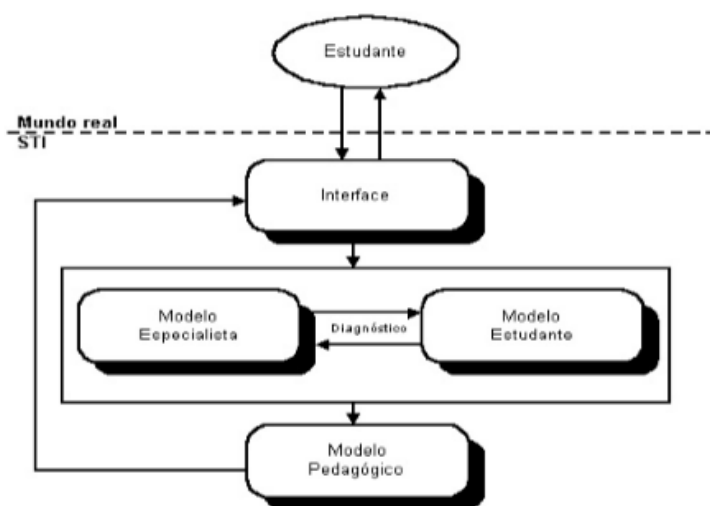 Estudante
Mundo real
STI
Interface
Modelo
Especialista
Diagnóstico
Modelo
Estudante
Modelo
Pedagógico